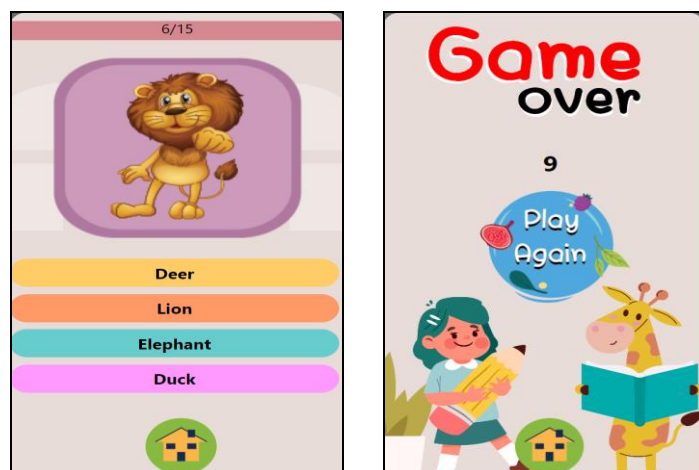 6/15
Deer
Lion
Elephant
Duck
Game
over
9
Play
Again